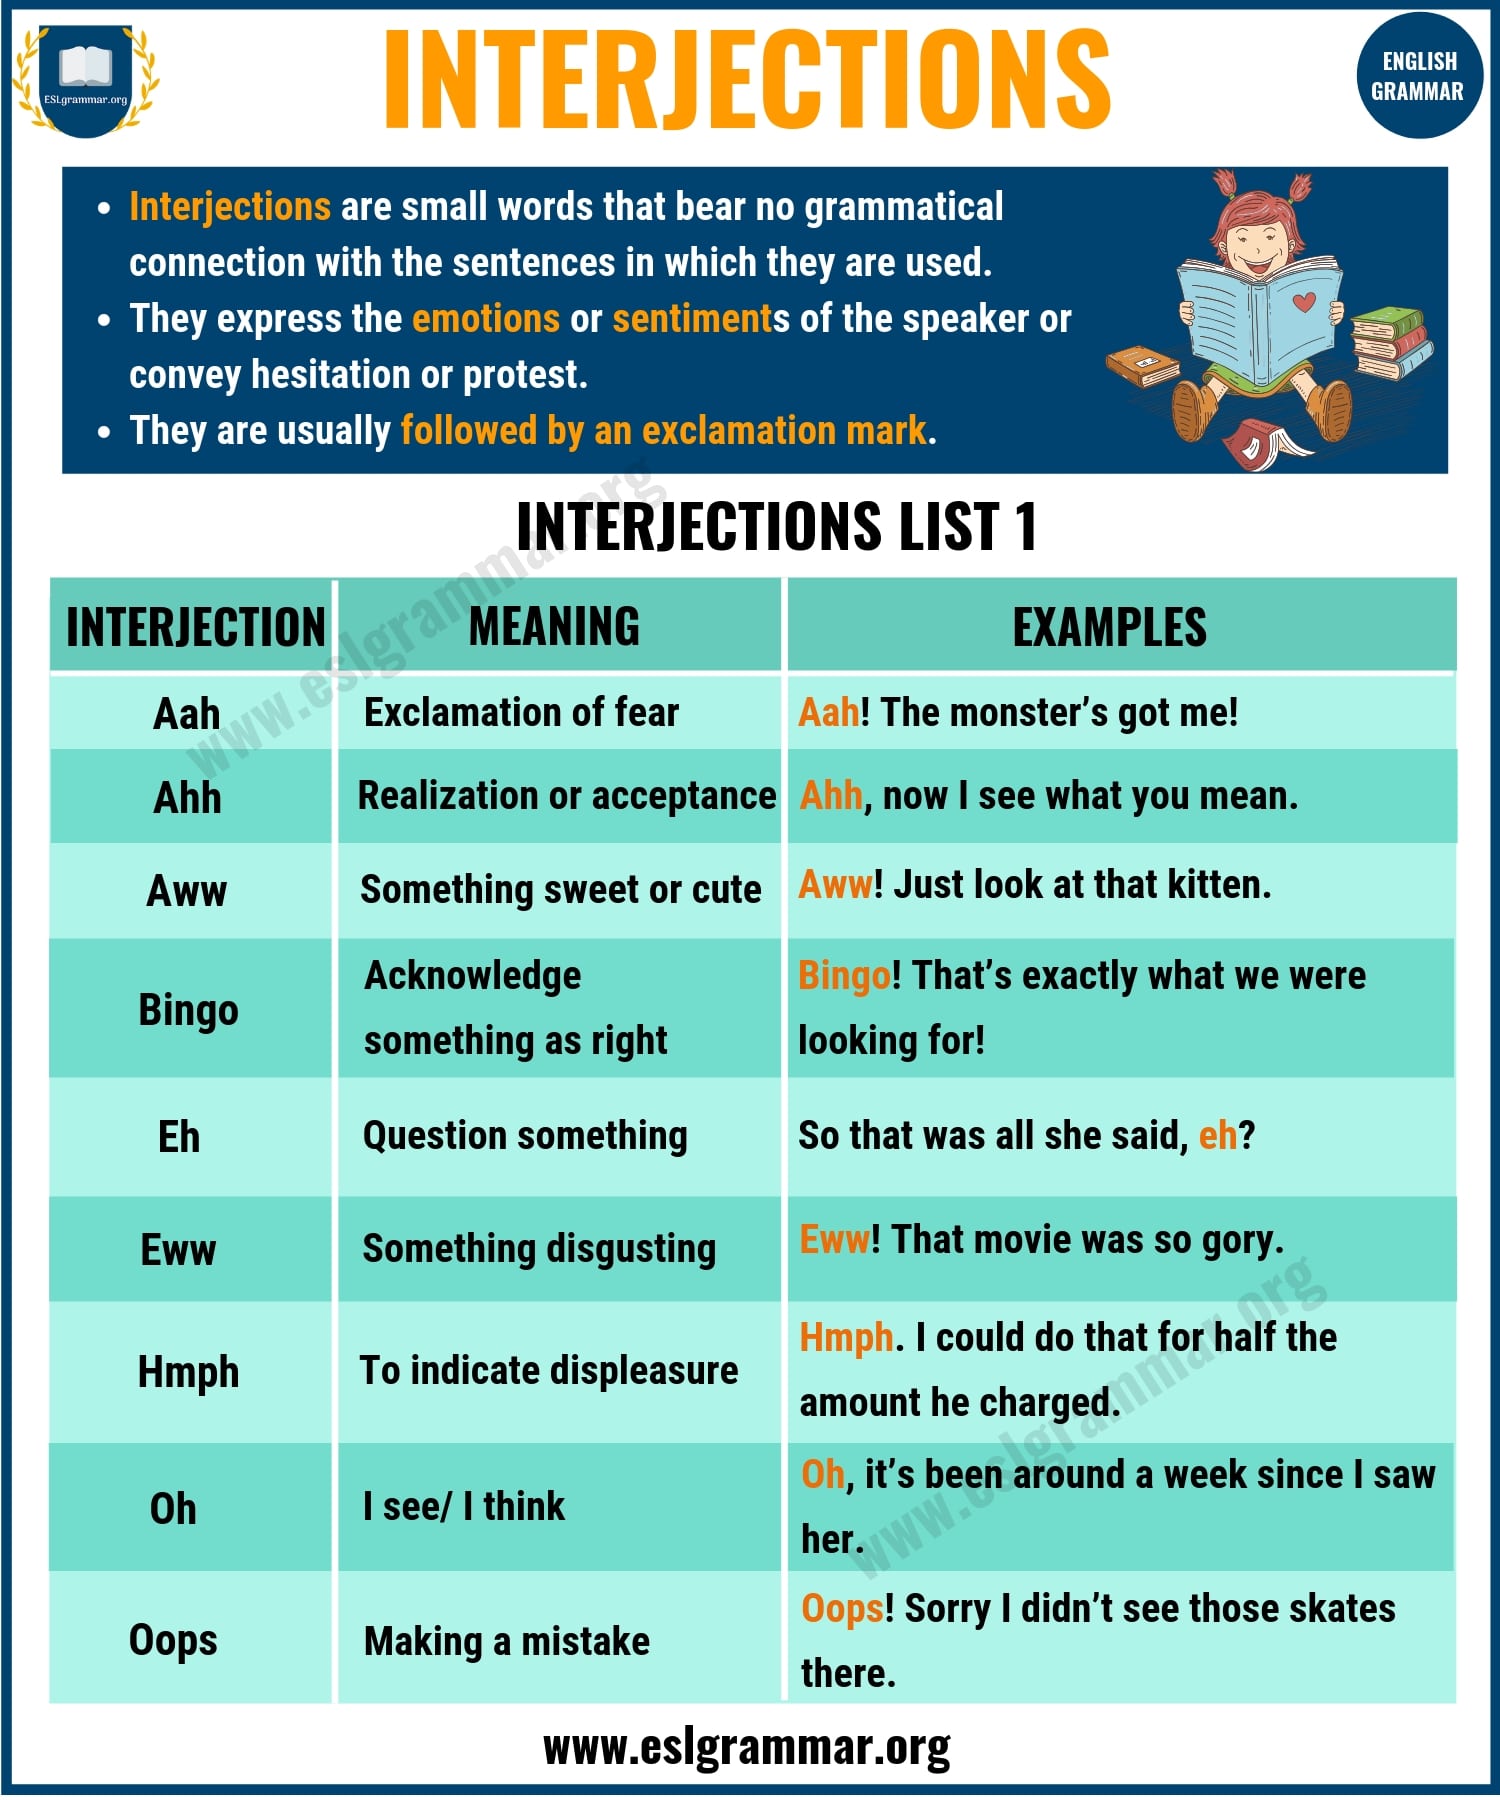 ESLgrammar.org
INTERJECTIONS
ENGLISH
GRAMMAR
• Interjections are small words that bear no grammatical
connection with the sentences in which they are used.
• They express the emotions or sentiments of the speaker or
convey hesitation or protest.
• They are usually followed by an exclamation mark.
www.eslgrammar.org
INTERJECTIONS LIST 1
INTERJECTION MEANING EXAMPLES
Aah Exclamation of fear Aah! The monster’s got me!
Ahh Realization or acceptance Ahh, now I see what you mean.
Aww Something sweet or cute Aww! Just look at that kitten.
Bingo
Acknowledge
something as right
Bingo! That’s exactly what we were
looking for!
Eh Question something So that was all she said, eh?
Eww Something disgusting Eww! That movie was so gory.
Hmph To indicate displeasure
Hmph. I could do that for half the
amount he charged.
Oh I see/ I think
Oh, it’s been around a week since I saw
her.
www.eslgrammar.org
Oops Making a mistake
Oops! Sorry I didn’t see those skates
there.
www.eslgrammar.org